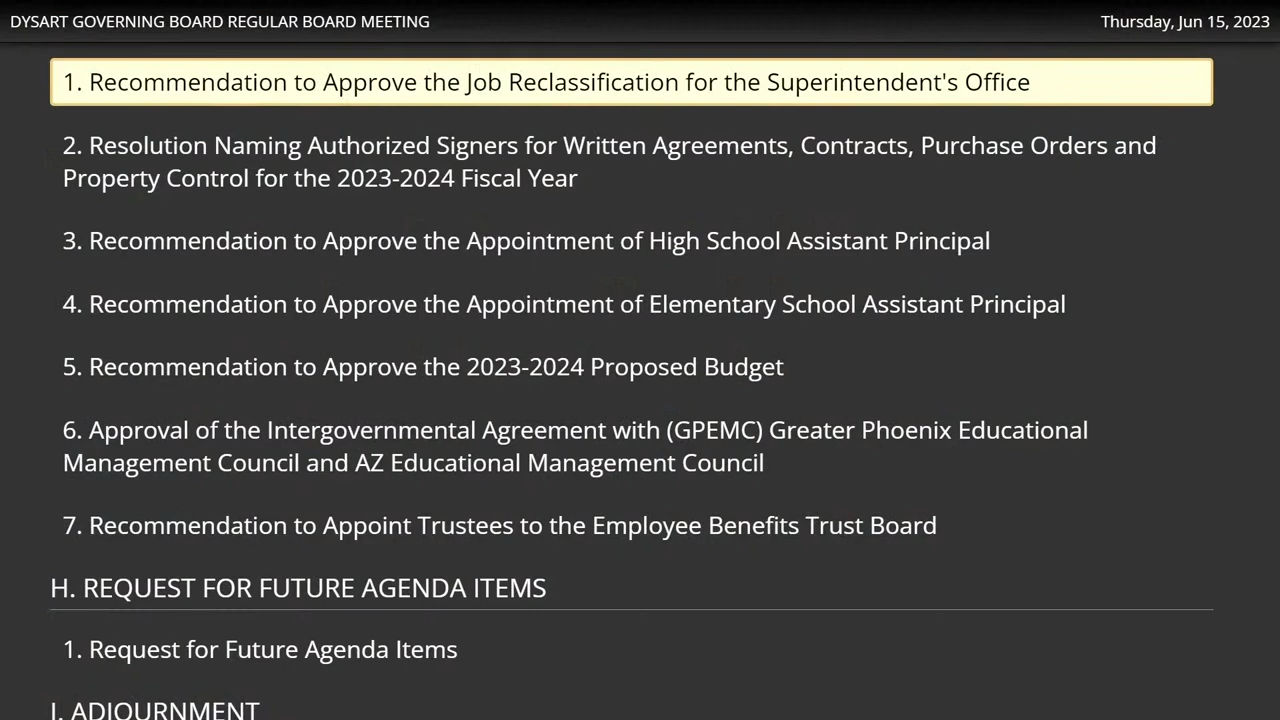 DYSART GOVERNING BOARD REGULAR BOARD MEETING
Thursday, Jun 15, 2023
1. Recommendation to Approve the Job Reclassification for the Superintendent's Office
2. Resolution Naming Authorized Signers for Written Agreements, Contracts, Purchase Orders and
Property Control for the 2023-2024 Fiscal Year
3. Recommendation to Approve the Appointment of High School Assistant Principal
4. Recommendation to Approve the Appointment of Elementary School Assistant Principal
5. Recommendation to Approve the 2023-2024 Proposed Budget
6. Approval of the Intergovernmental Agreement with (GPEMC) Greater Phoenix Educational
Management Council and AZ Educational Management Council
7. Recommendation to Appoint Trustees to the Employee Benefits Trust Board
H. REQUEST FOR FUTURE AGENDA ITEMS
1. Request for Future Agenda Items
I. ADJOURNMENT